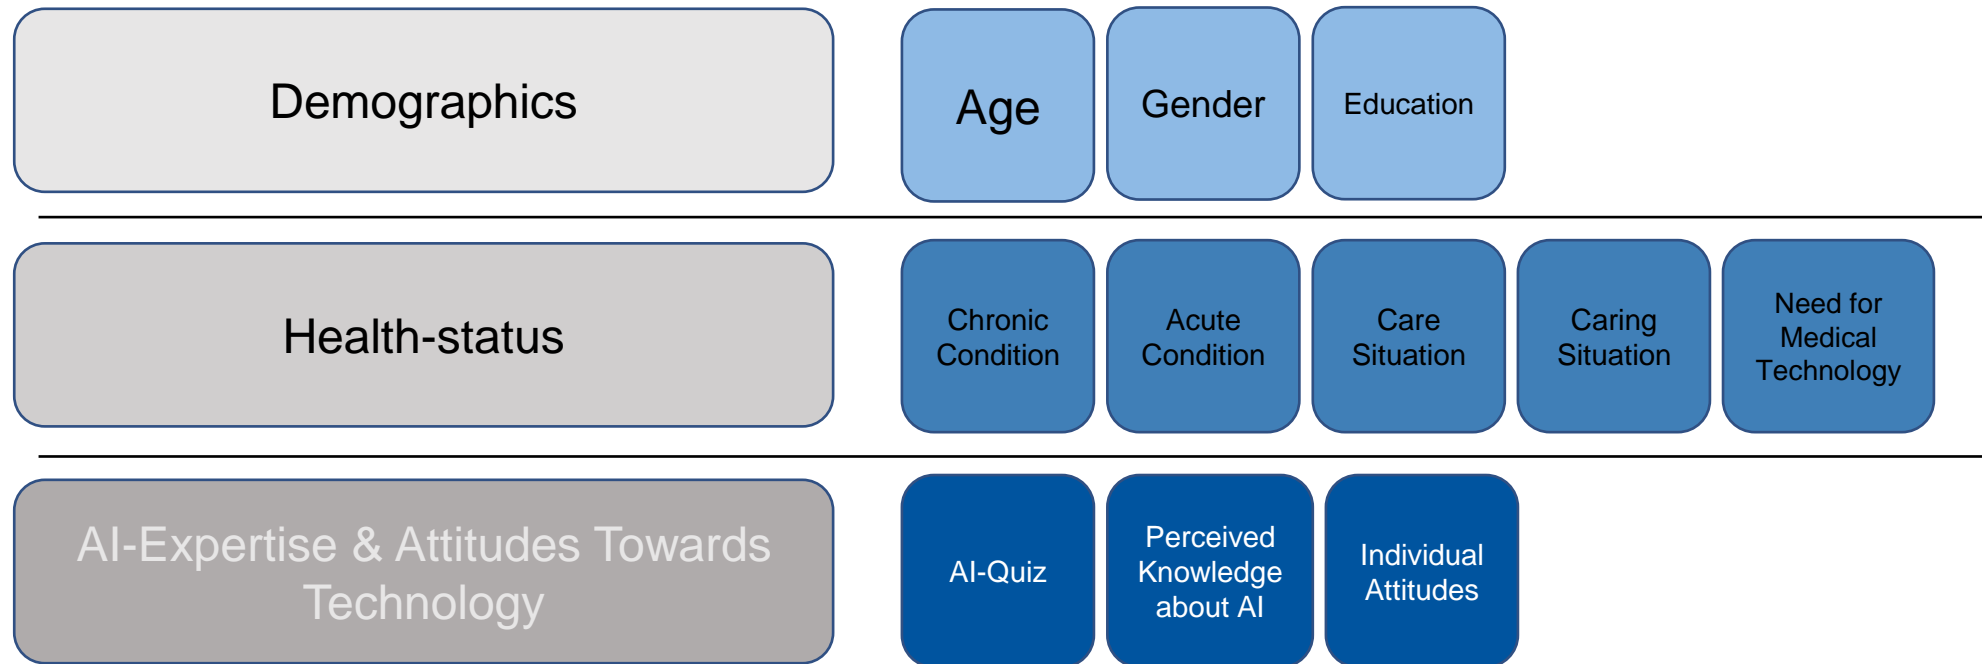 Demographics
Age
Gender
Education
Health-status
Chronic
Condition
Acute
Condition
Care
Situation
Caring
Situation
Need for
Medical
Technology
AI-Expertise & Attitudes Towards
Technology
AI-Quiz
Perceived
Knowledge
about AI
Individual
Attitudes